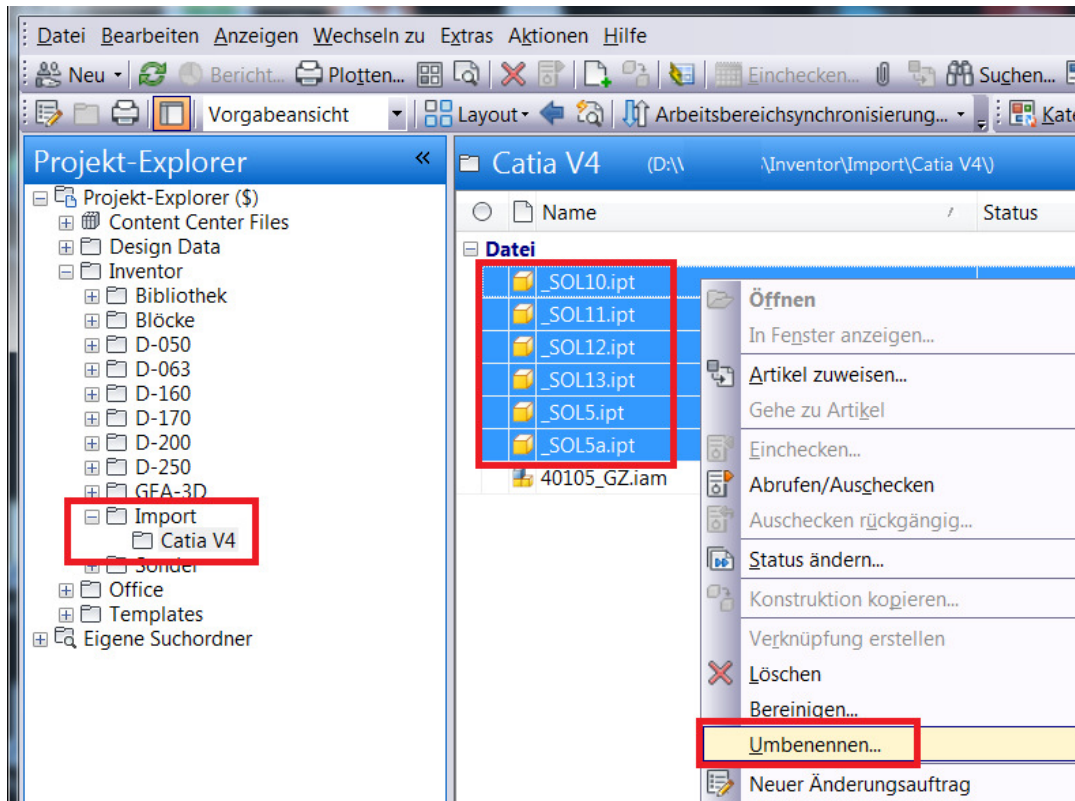 Datei Bearbeiten Anzeigen Wechseln zu Extras Aktionen Hilfe
Neu Bericht... Plotten... Einchecken... Suchen...
Vorgabeansicht Layout Arbeitsbereichsynchronisierung... Kate
Projekt-Explorer «
Projekt-Explorer ($)
Content Center Files
Design Data
Inventor
Bibliothek
Blöcke
D-050
D-063
D-160
D-170
D-200
D-250
GFA-3D
Import
Catia V4
Sonder
Office
Templates
Eigene Suchordner
Catia V4 (D:\\ \Inventor\Import\Catia V4\)
Name / Status
Datei
_SOL10.ipt
_SOL11.ipt
_SOL12.ipt
_SOL13.ipt
_SOL5.ipt
_SOL5a.ipt
40105_GZ.iam
Öffnen
In Fenster anzeigen...
Artikel zuweisen...
Gehe zu Artikel
Einchecken...
Abrufen/Auschecken
Auschecken rückgängig...
Status ändern...
Konstruktion kopieren...
Verknüpfung erstellen
Löschen
Bereinigen...
Umbenennen...
Neuer Änderungsauftrag